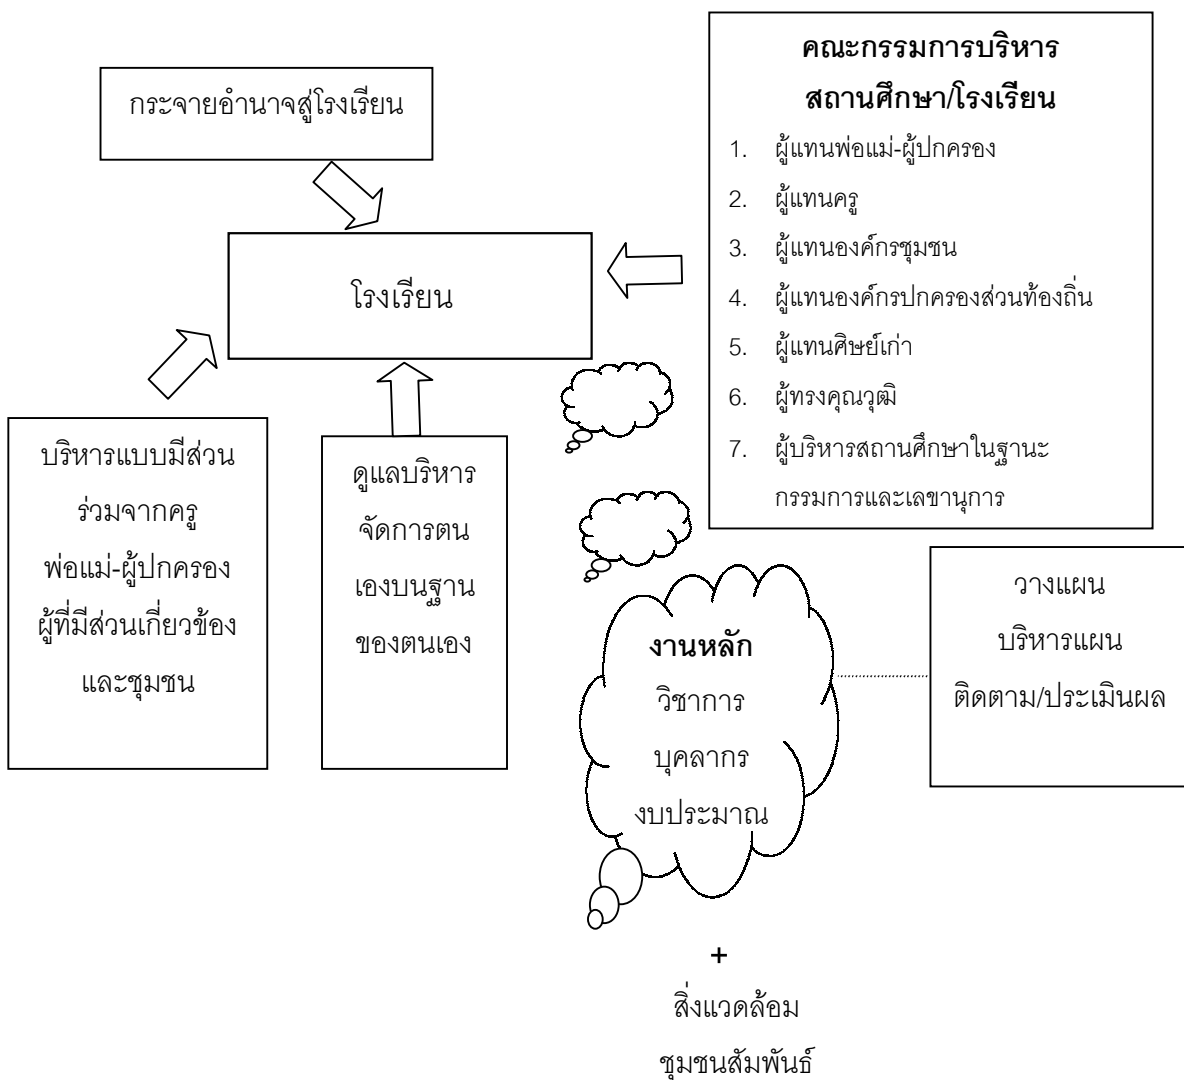 คณะกรรมการบริหาร
สถานศึกษา/โรงเรียน
1. ผู้แทนพ่อแม่-ผู้ปกครอง
2. ผู้แทนครู
3. ผู้แทนองค์กรชุมชน
4. ผู้แทนองค์กรปกครองส่วนท้องถิ่น
5. ผู้แทนศิษย์เก่า
6. ผู้ทรงคุณวุฒิ
7. ผู้บริหารสถานศึกษาในฐานะ
กรรมการและเลขานุการ
กระจายอำนาจสู่โรงเรียน
โรงเรียน
บริหารแบบมีส่วน
ร่วมจากครู
พ่อแม่-ผู้ปกครอง
ผู้ที่มีส่วนเกี่ยวข้อง
และชุมชน
ดูแลบริหาร
จัดการตน
เองบนฐาน
ของตนเอง
งานหลัก
วิชาการ
บุคลากร
งบประมาณ
วางแผน
บริหารแผน
ติดตาม/ประเมินผล
+
สิ่งแวดล้อม
ชุมชนสัมพันธ์